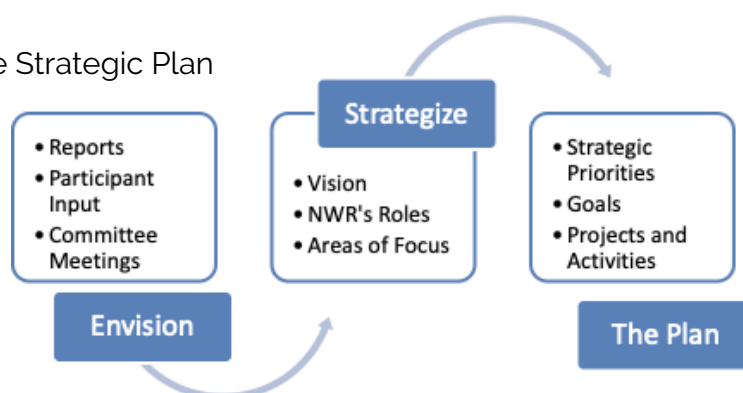 e Strategic Plan
• Reports
• Participant
Input
• Committee
Meetings
Envision
Strategize
• Vision
• NWR's Roles
• Areas of Focus
• Strategic
Priorities
• Goals
• Projects and
Activities
The Plan